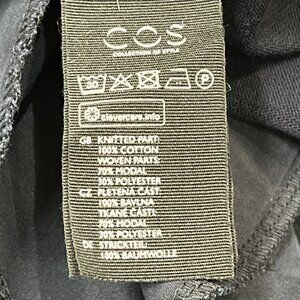 COS
COLLECTION OF STYLE
30 P
clevercare.info
GB KNITTED PART:
100% COTTON
WOVEN PARTS:
70% MODAL
30% POLYESTER
CZ PLETENÁ ČÁST:
100% BAVLNA
TKANÉ ČÁSTI:
70% MODAL
30% POLYESTER
DE STRICKTEIL:
100% BAUMWOLLE